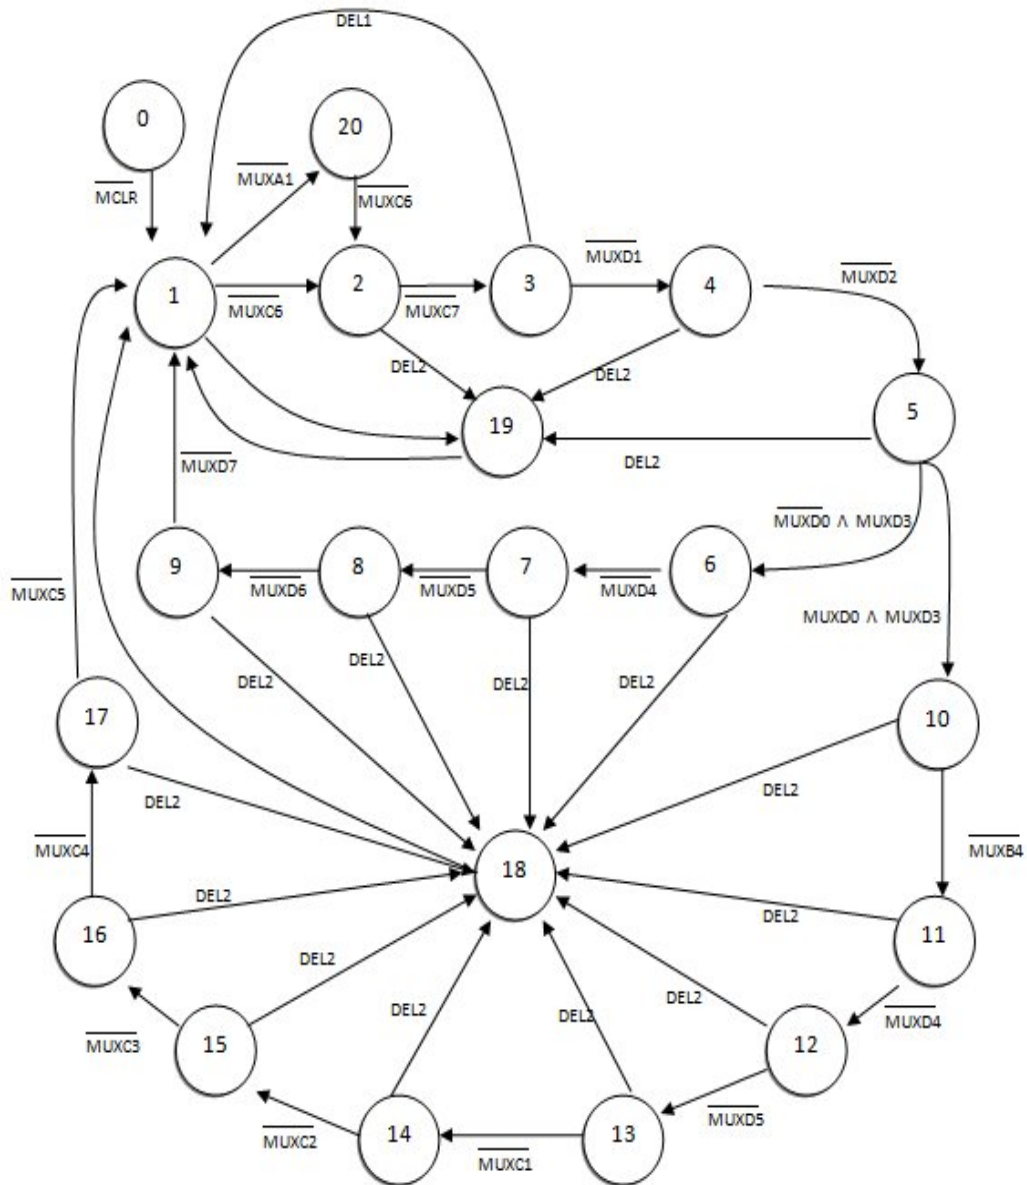 DEL1
0
20
MUXA1
MCLR
MUXC6
MUXD1
MUXD2
1
2
3
4
MUXC6
MUXC7
DEL2
DEL2
5
19
MUXD7
DEL2
MUXD0 ∧ MUXD3
9
8
7
6
MUXC5
MUXD6
MUXD5
MUXD4
MUXD0 ∧ MUXD3
DEL2
DEL2
DEL2
DEL2
17
10
DEL2
DEL2
MUXC4
MUXB4
18
DEL2
DEL2
16
11
DEL2
DEL2
DEL2
DEL2
MUXD4
MUXC3
15
12
MUXD5
MUXC2
14
13
MUXC1